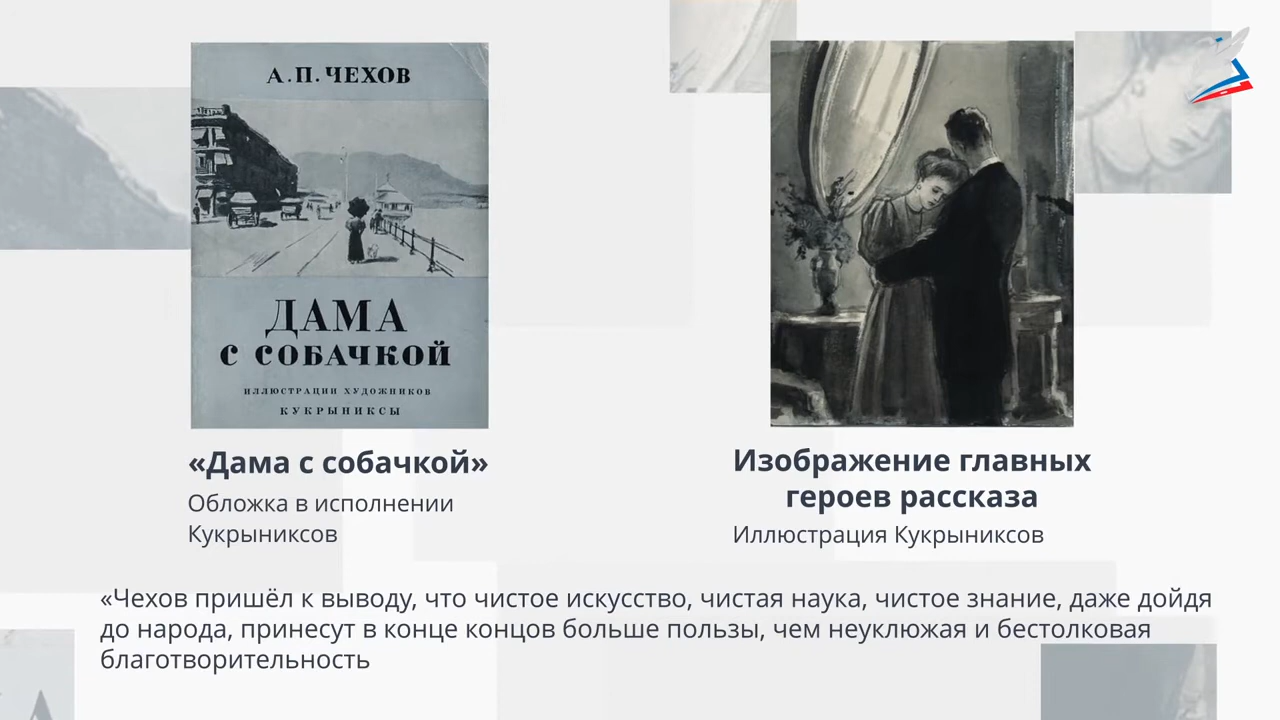 А.П.ЧЕХОВ
ДАМА
С СОБАЧКОЙ
ИЛЛЮСТРАЦИИ ХУДОЖНИКОВ
КУКРЫНИКСЫ
«Дама с собачкой»
Обложка в исполнении
Кукрыниксов
Изображение главных
героев рассказа
Иллюстрация Кукрыниксов
«Чехов пришёл к выводу, что чистое искусство, чистая наука, чистое знание, даже дойдя
до народа, принесут в конце концов больше пользы, чем неуклюжая и бестолковая
благотворительность